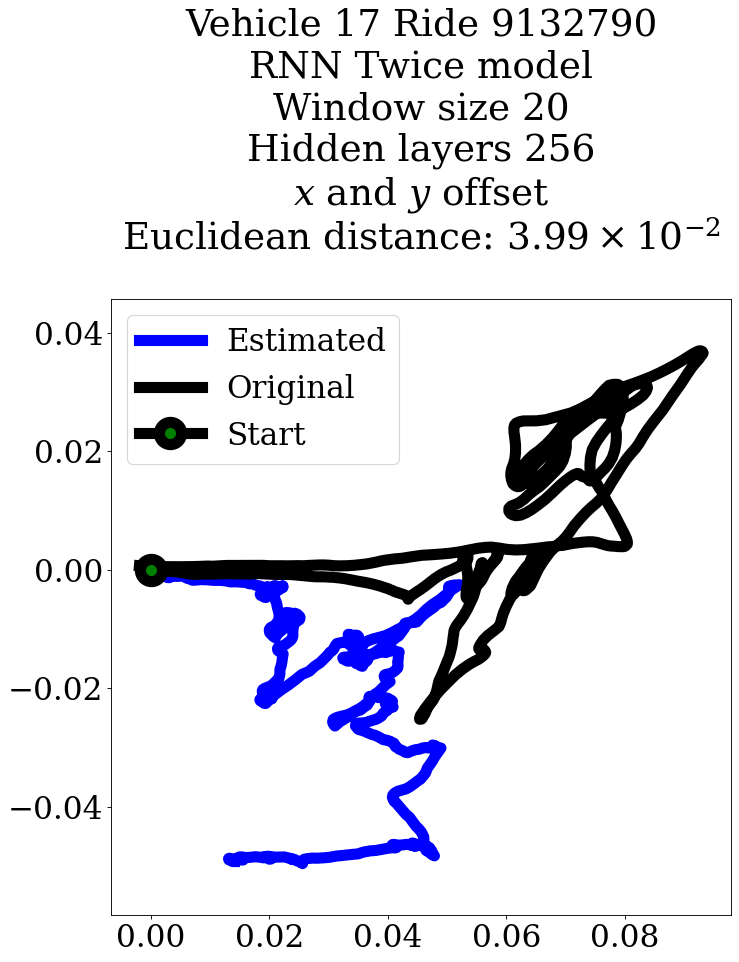 Vehicle 17 Ride 9132790
RNN Twice model
Window size 20
Hidden layers 256
x and y offset
Euclidean distance: 3.99 × 10⁻²
Estimated
Original
Start
0.04
0.02
0.00
−0.02
−0.04
0.00 0.02 0.04 0.06 0.08